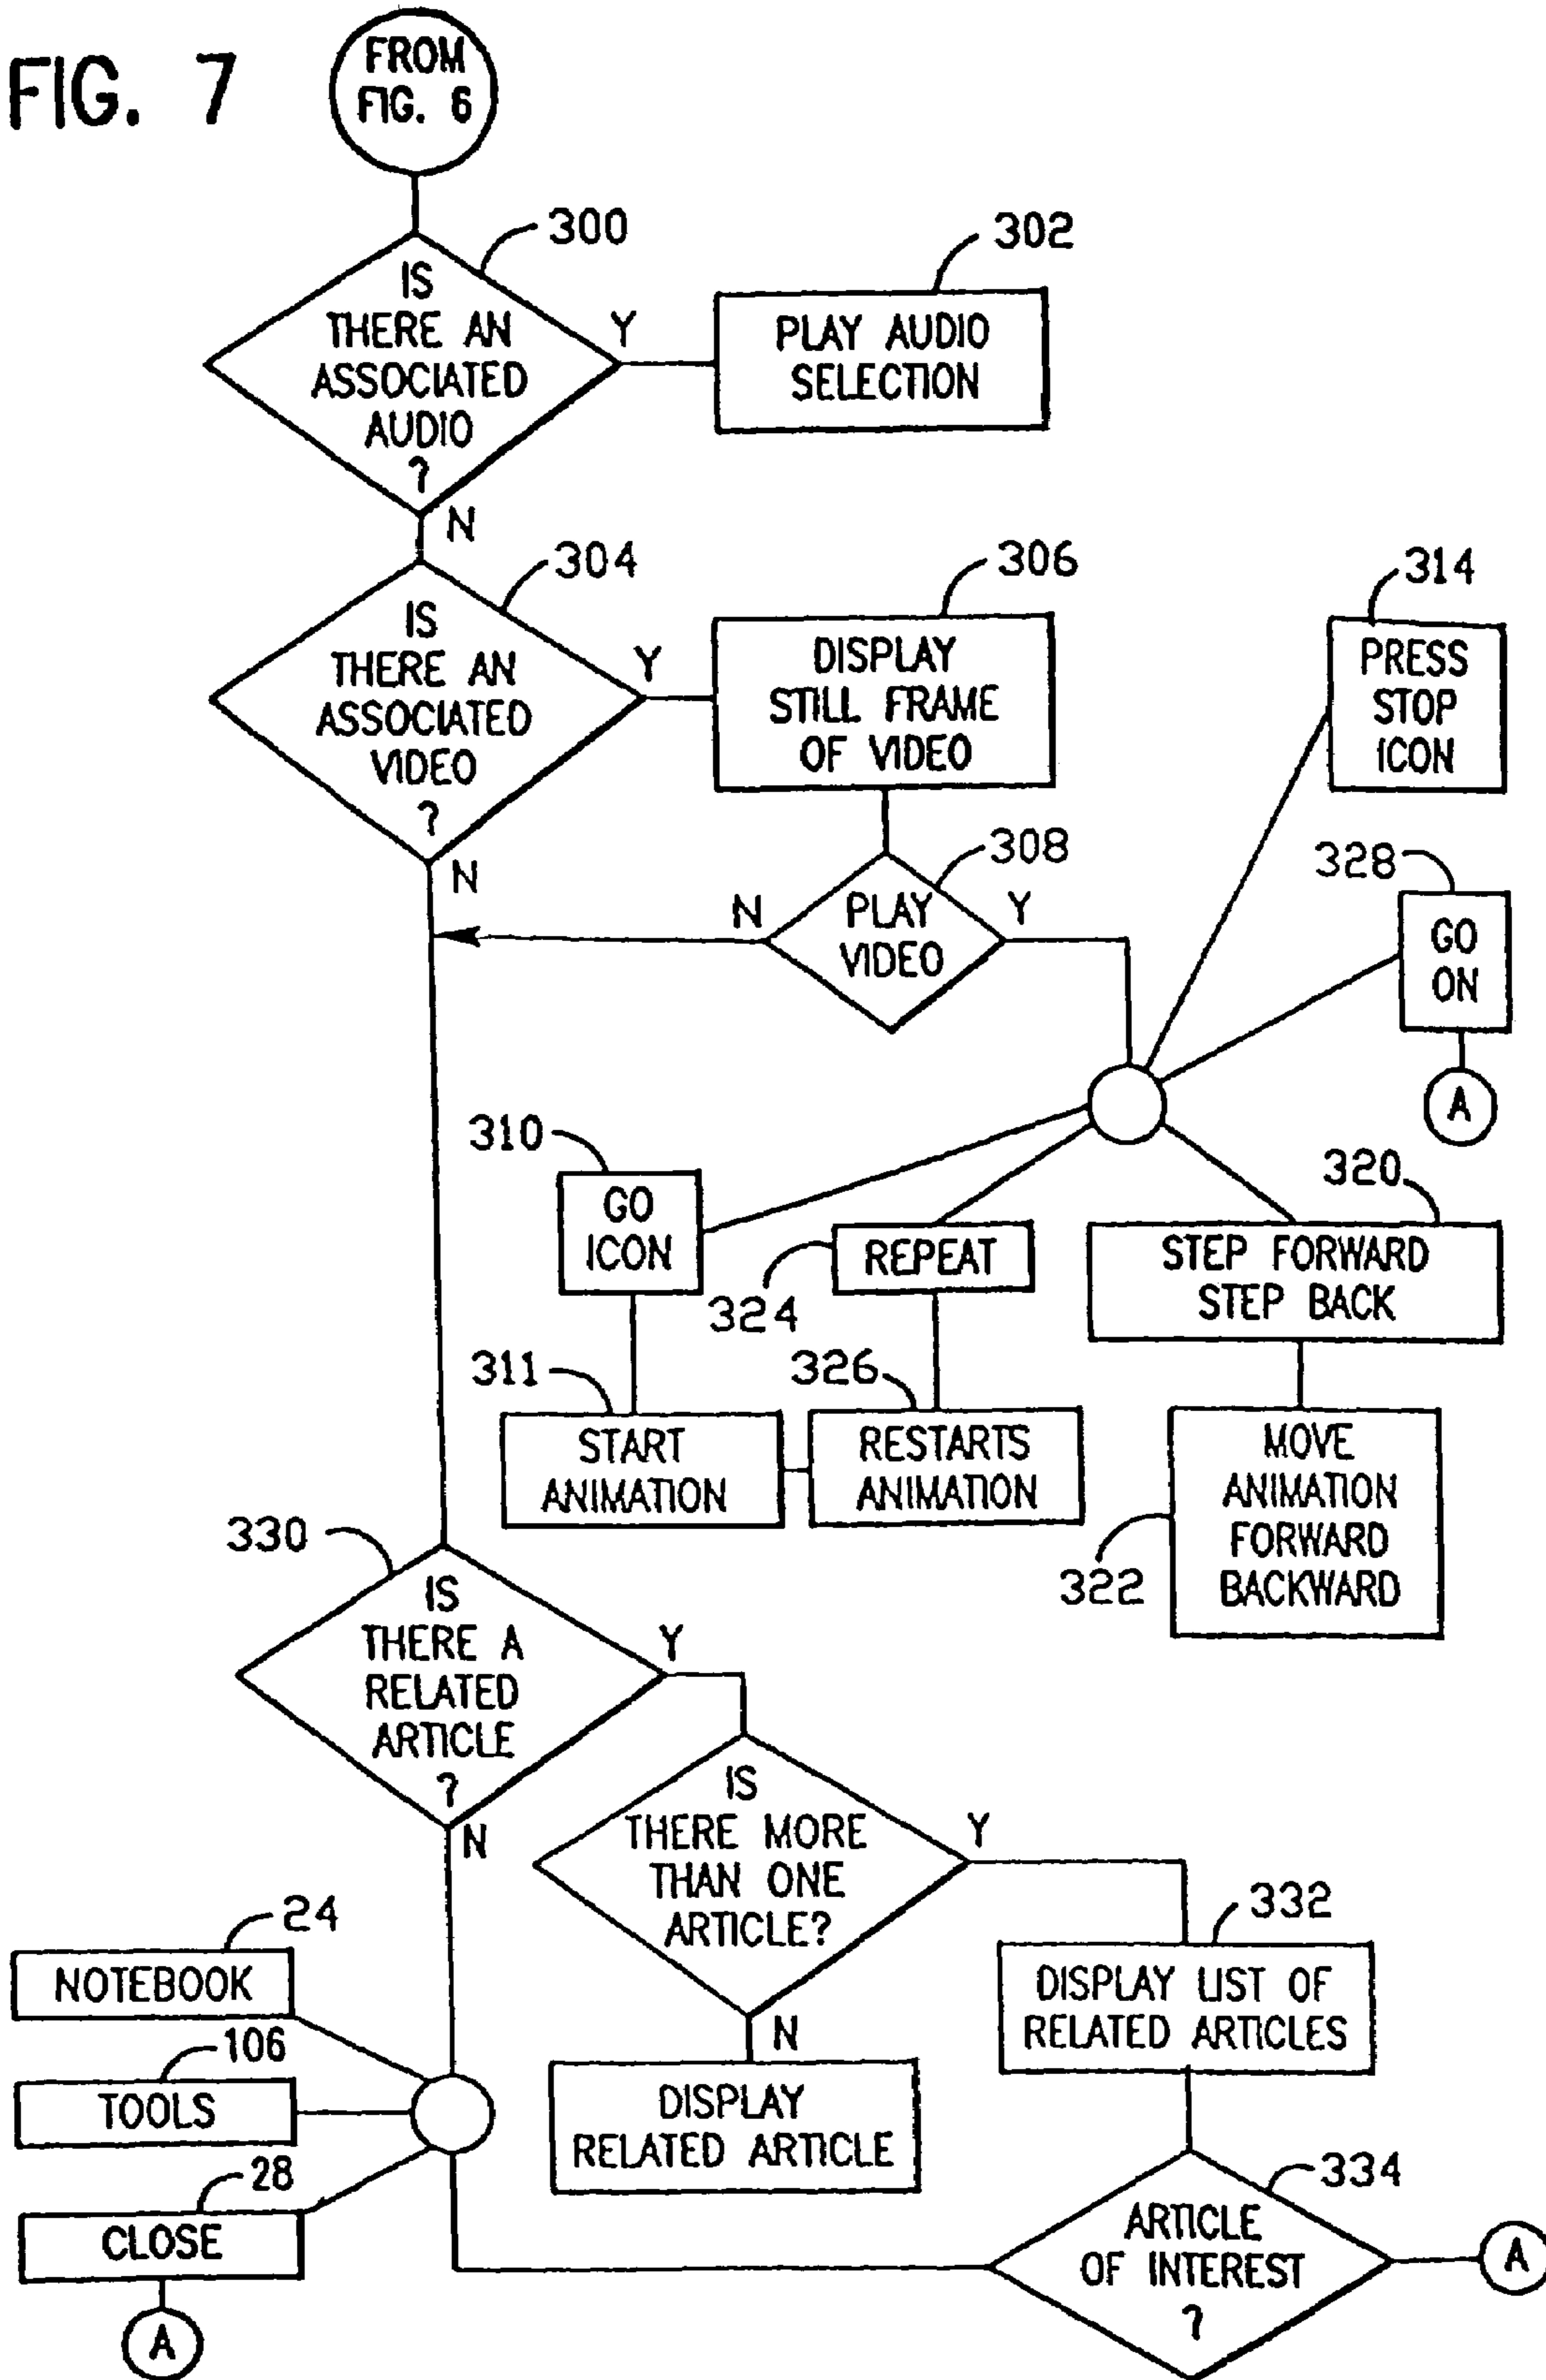 FIG. 7
FROM
FIG. 6
300
IS
THERE AN
ASSOCIATED
AUDIO
?
Y
N
302
PLAY AUDIO
SELECTION
304
IS
THERE AN
ASSOCIATED
VIDEO
?
Y
N
306
DISPLAY
STILL FRAME
OF VIDEO
308
PLAY
VIDEO
N
Y
314
PRESS
STOP
ICON
328
GO
ON
A
310
GO
ICON
324
REPEAT
320
STEP FORWARD
STEP BACK
311
START
ANIMATION
326
RESTARTS
ANIMATION
322
MOVE
ANIMATION
FORWARD
BACKWARD
330
IS
THERE A
RELATED
ARTICLE
?
Y
N
IS
THERE MORE
THAN ONE
ARTICLE?
Y
N
332
DISPLAY LIST OF
RELATED ARTICLES
DISPLAY
RELATED ARTICLE
24
NOTEBOOK
106
TOOLS
28
CLOSE
A
334
ARTICLE
OF INTEREST
?
A